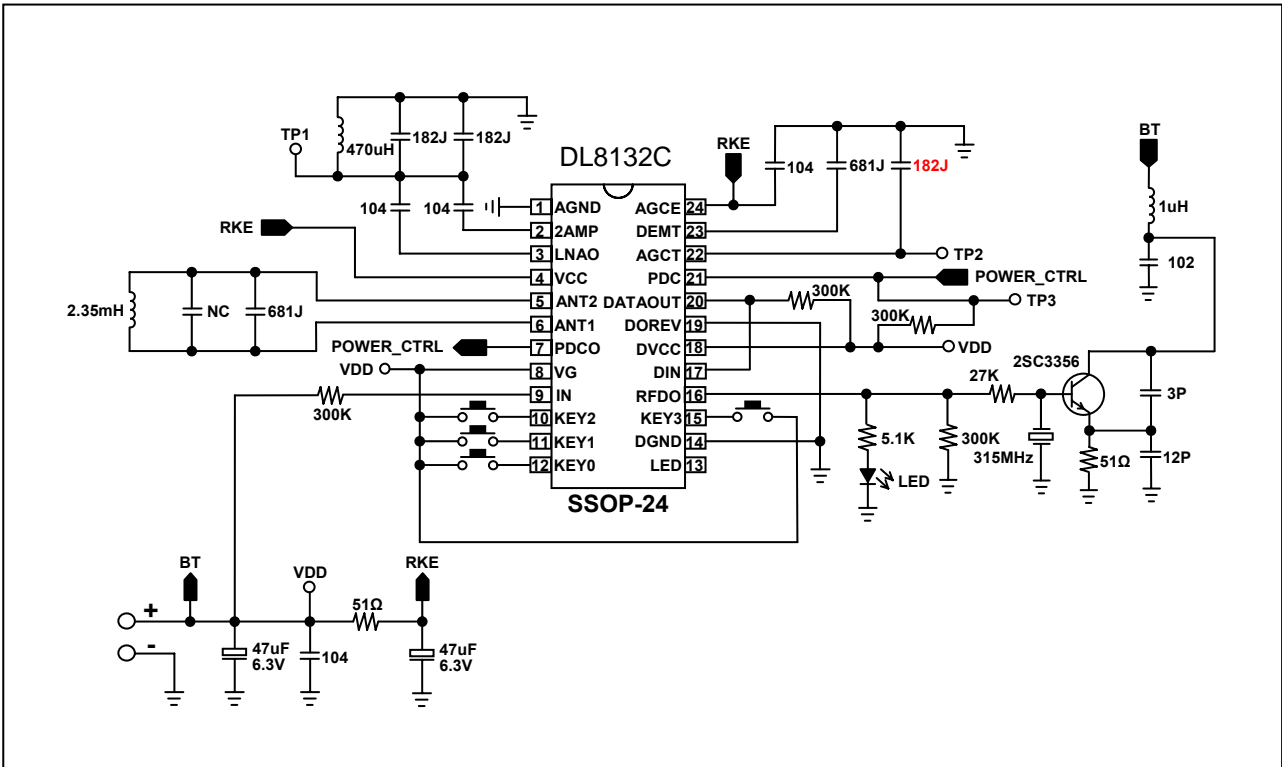 TP1
470uH
182J
182J
104
104
RKE
2.35mH
NC
681J
POWER_CTRL
VDD
300K
DL8132C
1 AGND
2 2AMP
3 LNAO
4 VCC
5 ANT2
6 ANT1
7 PDCO
8 VG
9 IN
10 KEY2
11 KEY1
12 KEY0
AGCE 24
DEMT 23
AGCT 22
PDC 21
DATAOUT 20
DOREV 19
DVCC 18
DIN 17
RFDO 16
KEY3 15
DGND 14
LED 13
SSOP-24
RKE
104
681J
182J
TP2
POWER_CTRL
300K
TP3
300K
VDD
BT
1uH
102
2SC3356
27K
3P
5.1K
300K
315MHz
51Ω
12P
LED
BT
VDD
RKE
51Ω
+
-
47uF
6.3V
104
47uF
6.3V